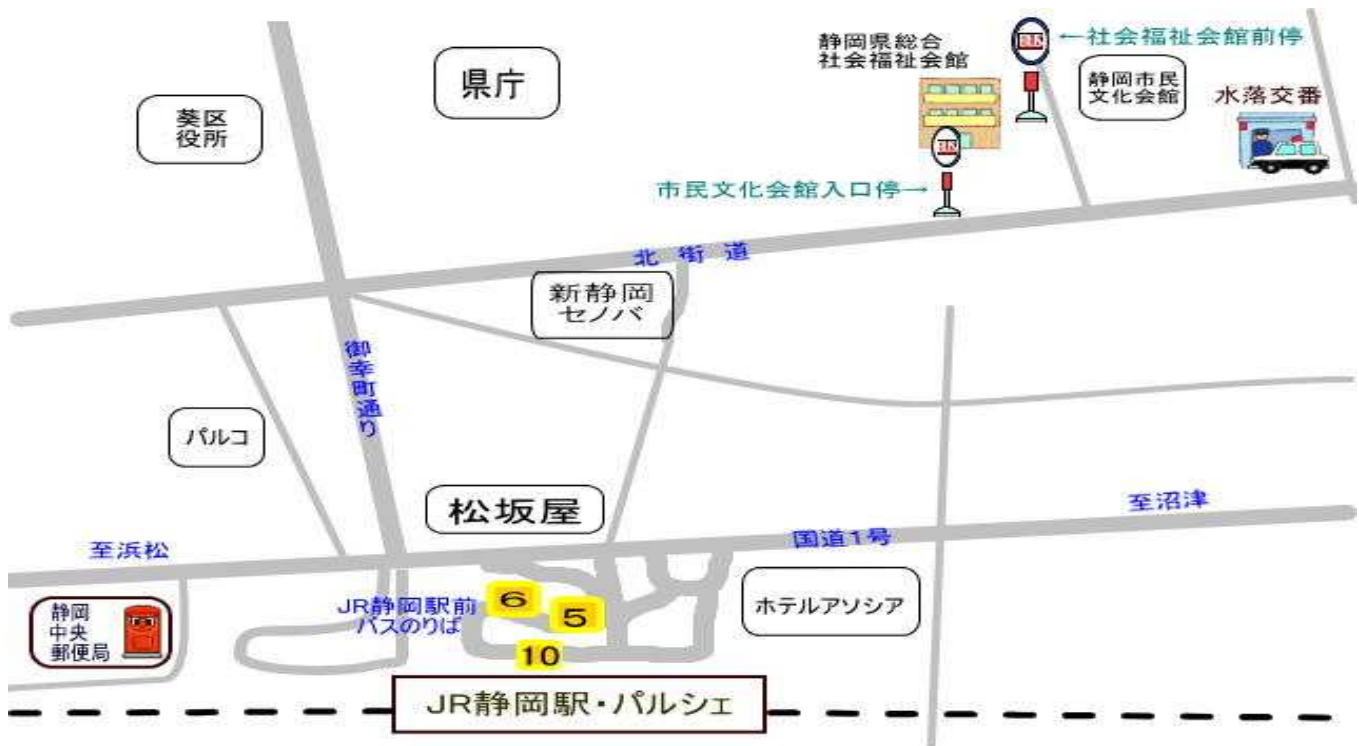 静岡県総合
社会福祉会館
←社会福祉会館前停
県庁
静岡市民
文化会館
水落交番
葵区
役所
市民文化会館入口停→
北街道
新静岡
セノバ
御幸町通り
パルコ
松坂屋
至沼津
国道1号
至浜松
JR静岡駅前
バスのりば
6
5
10
ホテルアソシア
静岡
中央
郵便局
JR静岡駅・パルシェ